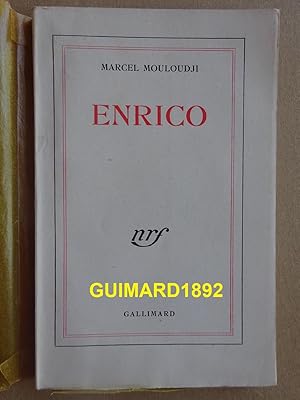 MARCEL MOULOUDJI
ENRICO
nrf
GUIMARD1892
GALLIMARD